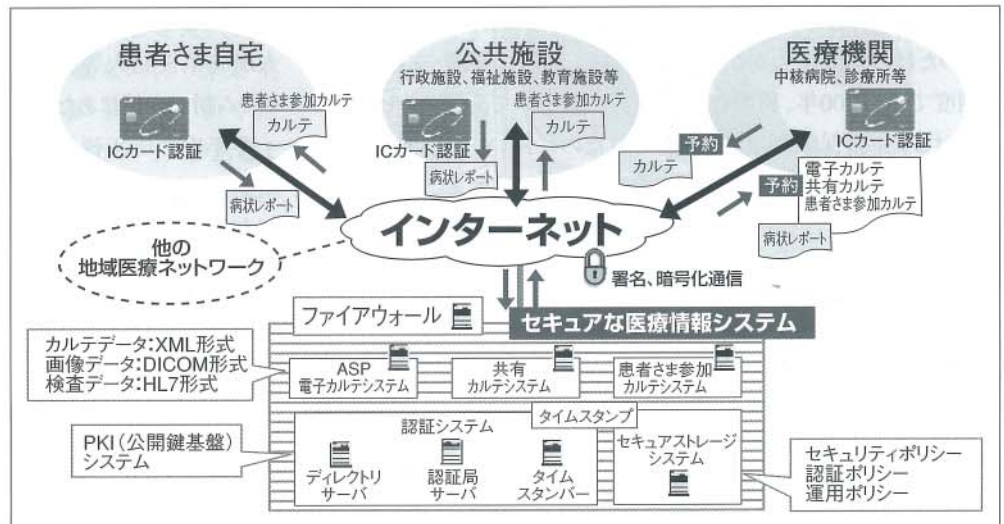 患者さま自宅
ICカード認証
患者さま参加カルテ
カルテ
病状レポート
公共施設
行政施設、福祉施設、教育施設等
ICカード認証
患者さま参加カルテ
カルテ
病状レポート
医療機関
中核病院、診療所等
ICカード認証
予約
カルテ
予約
電子カルテ
共有カルテ
患者さま参加カルテ
病状レポート
インターネット
他の
地域医療ネットワーク
署名、暗号化通信
ファイアウォール
セキュアな医療情報システム
カルテデータ:XML形式
画像データ:DICOM形式
検査データ:HL7形式
ASP
電子カルテシステム
共有
カルテシステム
患者さま参加
カルテシステム
タイムスタンプ
PKI(公開鍵基盤)
システム
認証システム
ディレクトリ
サーバ
認証局
サーバ
タイム
スタンバー
セキュアストレージ
システム
セキュリティポリシー
認証ポリシー
運用ポリシー